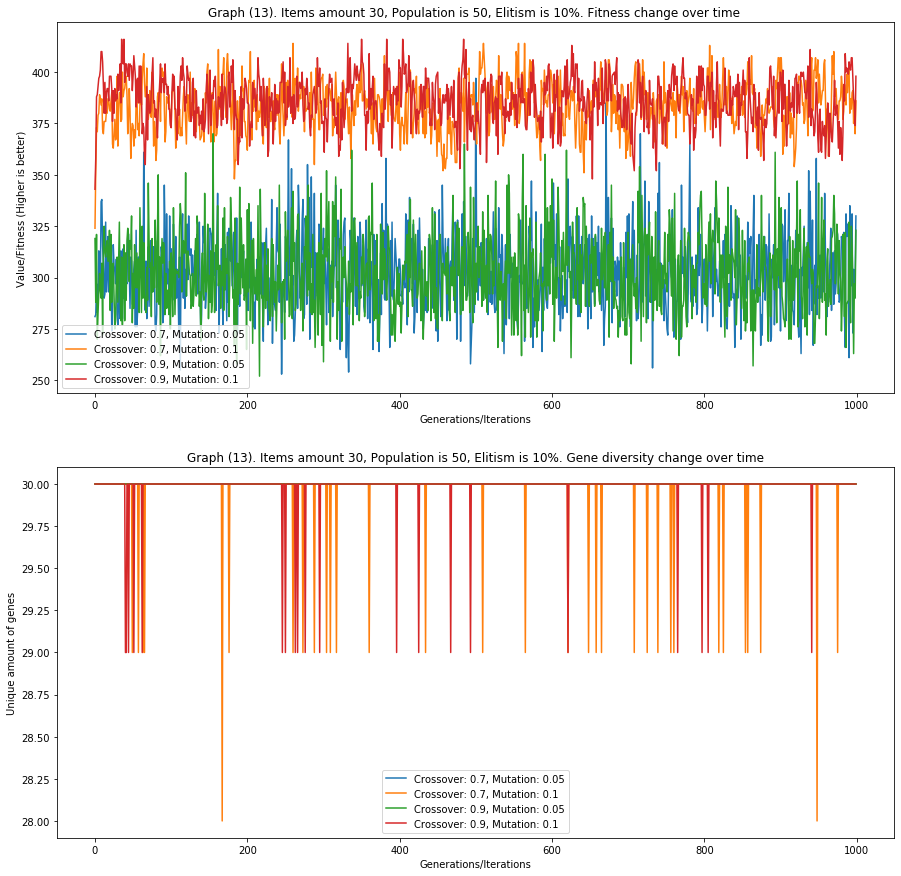 Graph (13). Items amount 30, Population is 50, Elitism is 10%. Fitness change over time
Value/Fitness (Higher is better)
400
375
350
325
300
275
250
Crossover: 0.7, Mutation: 0.05
Crossover: 0.7, Mutation: 0.1
Crossover: 0.9, Mutation: 0.05
Crossover: 0.9, Mutation: 0.1
0 200 400 600 800 1000
Generations/Iterations
Graph (13). Items amount 30, Population is 50, Elitism is 10%. Gene diversity change over time
Unique amount of genes
30.00
29.75
29.50
29.25
29.00
28.75
28.50
28.25
28.00
Crossover: 0.7, Mutation: 0.05
Crossover: 0.7, Mutation: 0.1
Crossover: 0.9, Mutation: 0.05
Crossover: 0.9, Mutation: 0.1
0 200 400 600 800 1000
Generations/Iterations